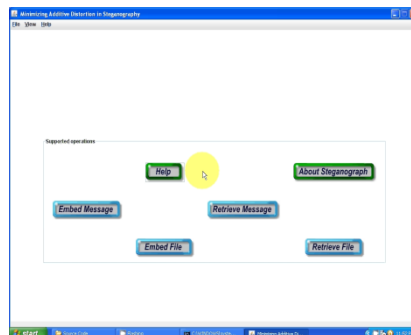 Minimizing Additive Distortion in Steganography
File View Help
Supported operations
Help
About Steganograph
Embed Message
Retrieve Message
Embed File
Retrieve File
start
Source Code